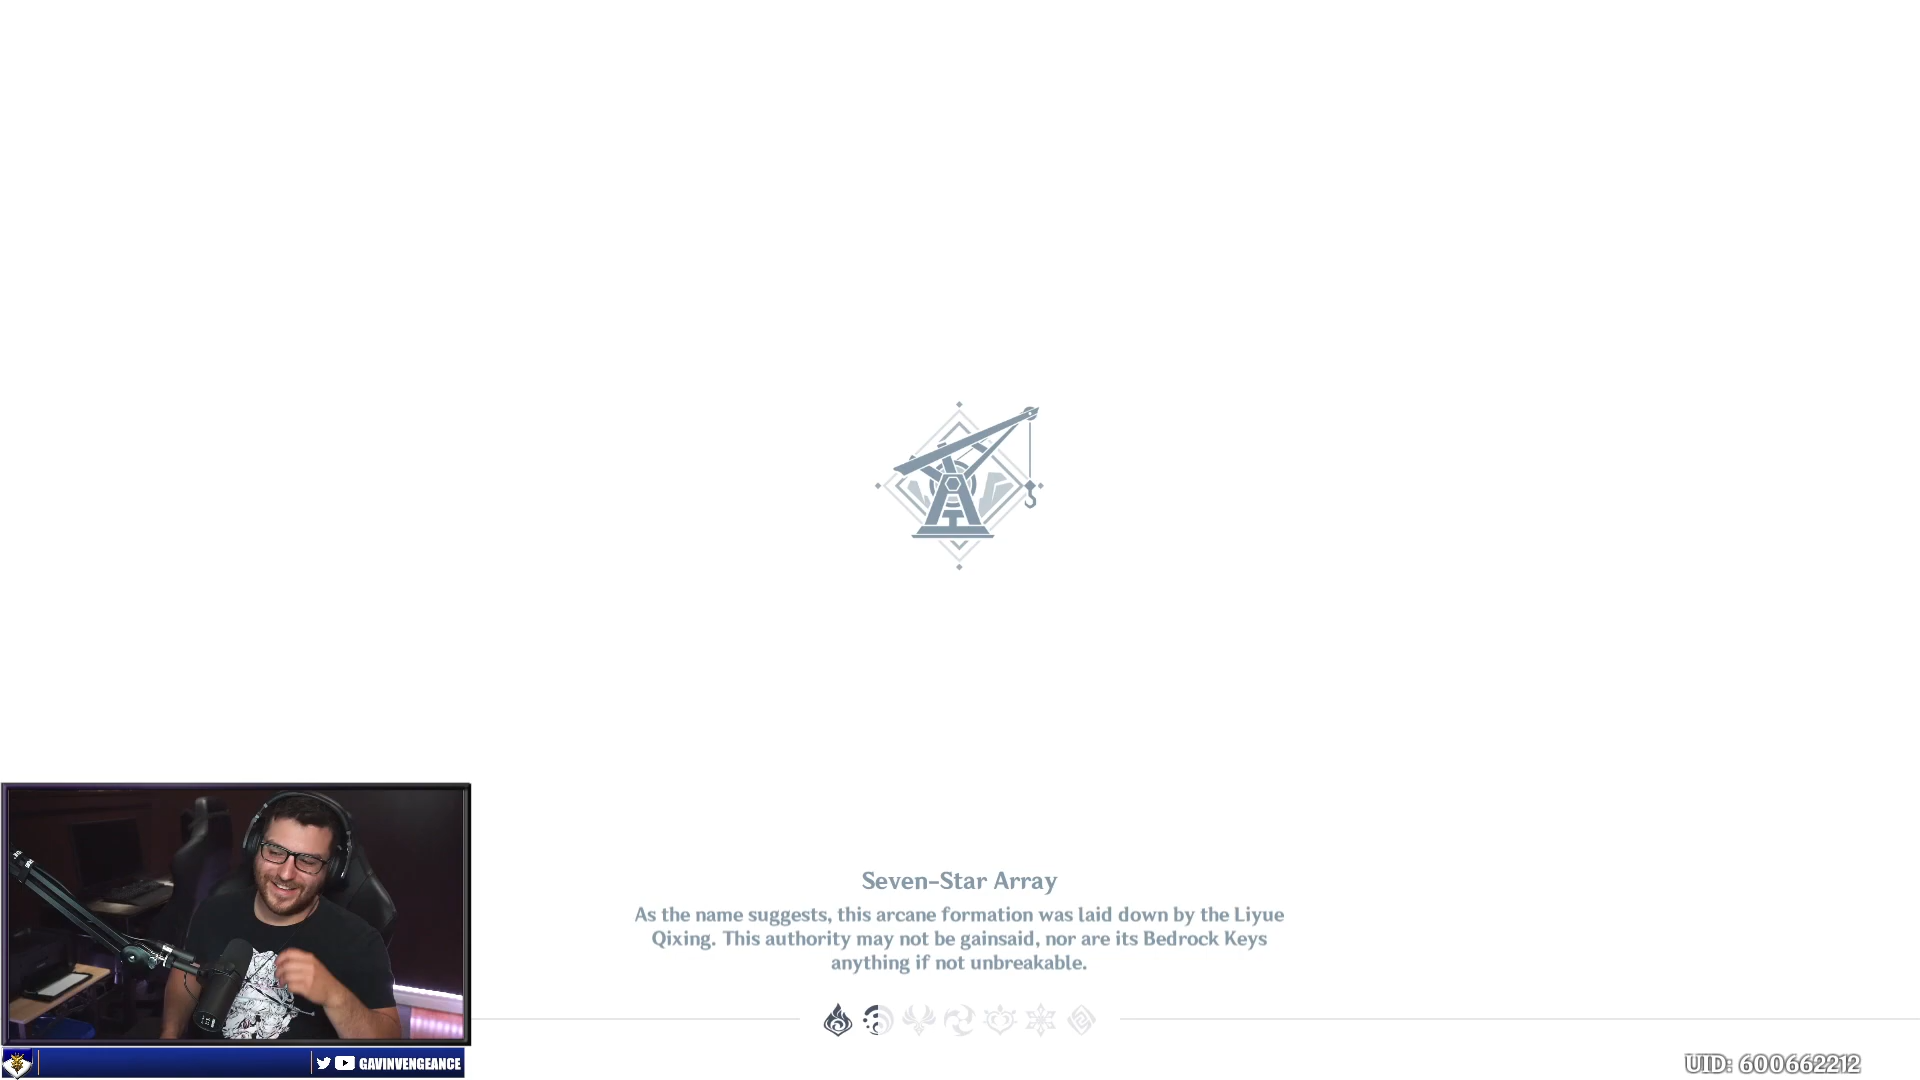 Seven-Star Array
As the name suggests, this arcane formation was laid down by the Liyue
Qixing. This authority may not be gainsaid, nor are its Bedrock Keys
anything if not unbreakable.
GAVINVENGEANCE
UID: 600662212